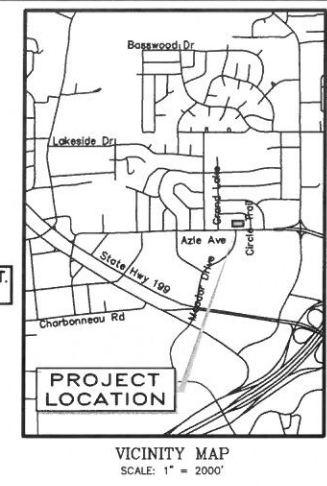 Basswood Dr
Lakeside Dr
Grand Lake
Circle Trail
Azle Ave
State Hwy 199
Meador Drive
Charbonneau Rd
T.
PROJECT
LOCATION
VICINITY MAP
SCALE: 1" = 2000'